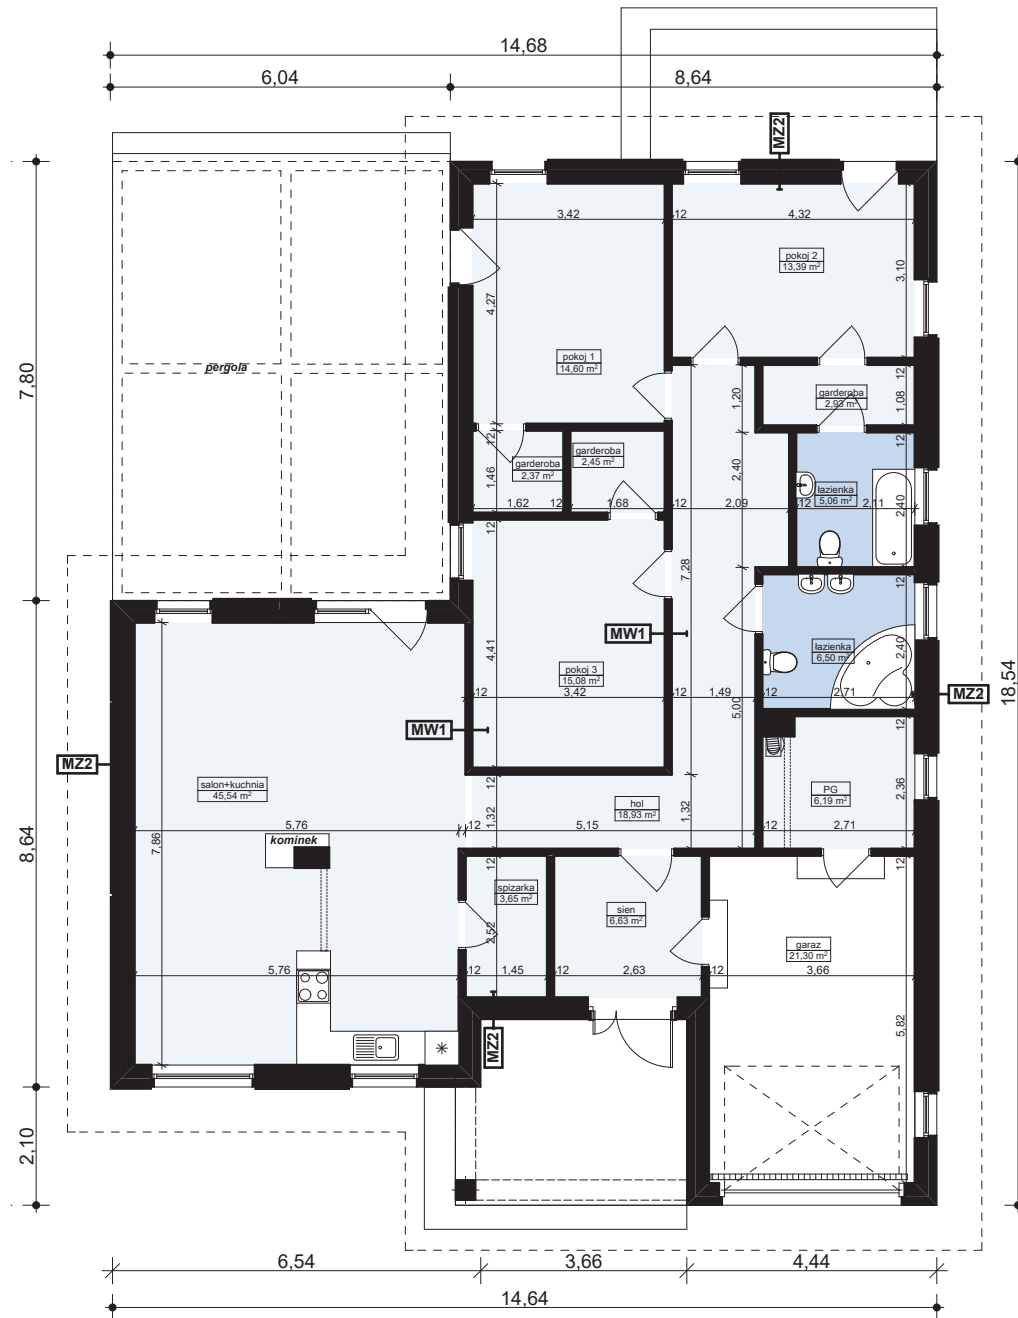 14,68
6,04
8,64
MZ2
3,42
12
4,32
pokoj 2
13,39 m²
3,10
4,27
pergola
pokoj 1
14,60 m²
7,80
12
garderoba
2,93 m²
1,08
1,20
12
12
garderoba
2,45 m²
garderoba
2,37 m²
1,46
2,40
łazienka
5,06 m²
1,62
12
1,68
12
2,09
12
2,11
2,40
12
7,28
12
MW1
4,41
pokoj 3
15,08 m²
łazienka
6,50 m²
2,40
18,54
12
3,42
12
1,49
12
2,71
MZ2
5,00
MW1
12
MZ2
salon+kuchnia
45,54 m²
12
PG
6,19 m²
2,36
hol
18,93 m²
1,32
1,32
5,76
12
5,15
12
2,71
kominek
7,86
8,64
12
12
spizarka
3,65 m²
sien
6,63 m²
2,52
garaz
21,30 m²
5,76
12
1,45
12
2,63
12
3,66
5,82
MZ2
2,10
6,54
3,66
4,44
14,64